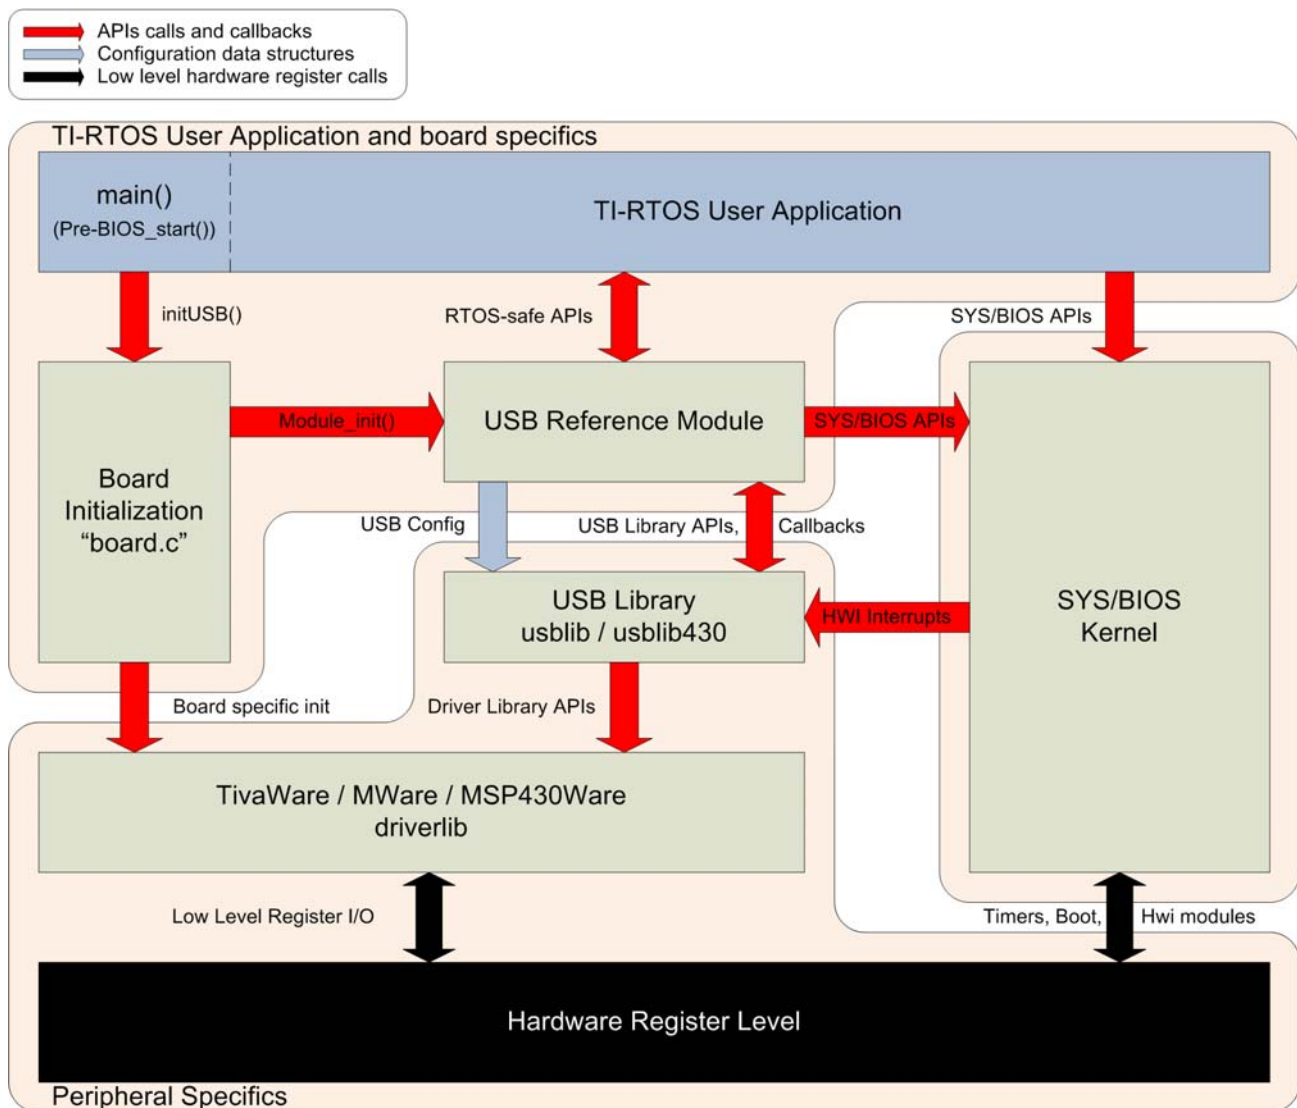 APIs calls and callbacks
Configuration data structures
Low level hardware register calls
TI-RTOS User Application and board specifics
main()
(Pre-BIOS_start())
TI-RTOS User Application
initUSB()
RTOS-safe APIs
SYS/BIOS APIs
Board
Initialization
“board.c”
Module_init()
USB Reference Module
SYS/BIOS APIs
USB Config
USB Library APIs,
Callbacks
USB Library
usblib / usblib430
HWI Interrupts
SYS/BIOS
Kernel
Board specific init
Driver Library APIs
TivaWare / MWare / MSP430Ware
driverlib
Low Level Register I/O
Timers, Boot,
Hwi modules
Hardware Register Level
Peripheral Specifics